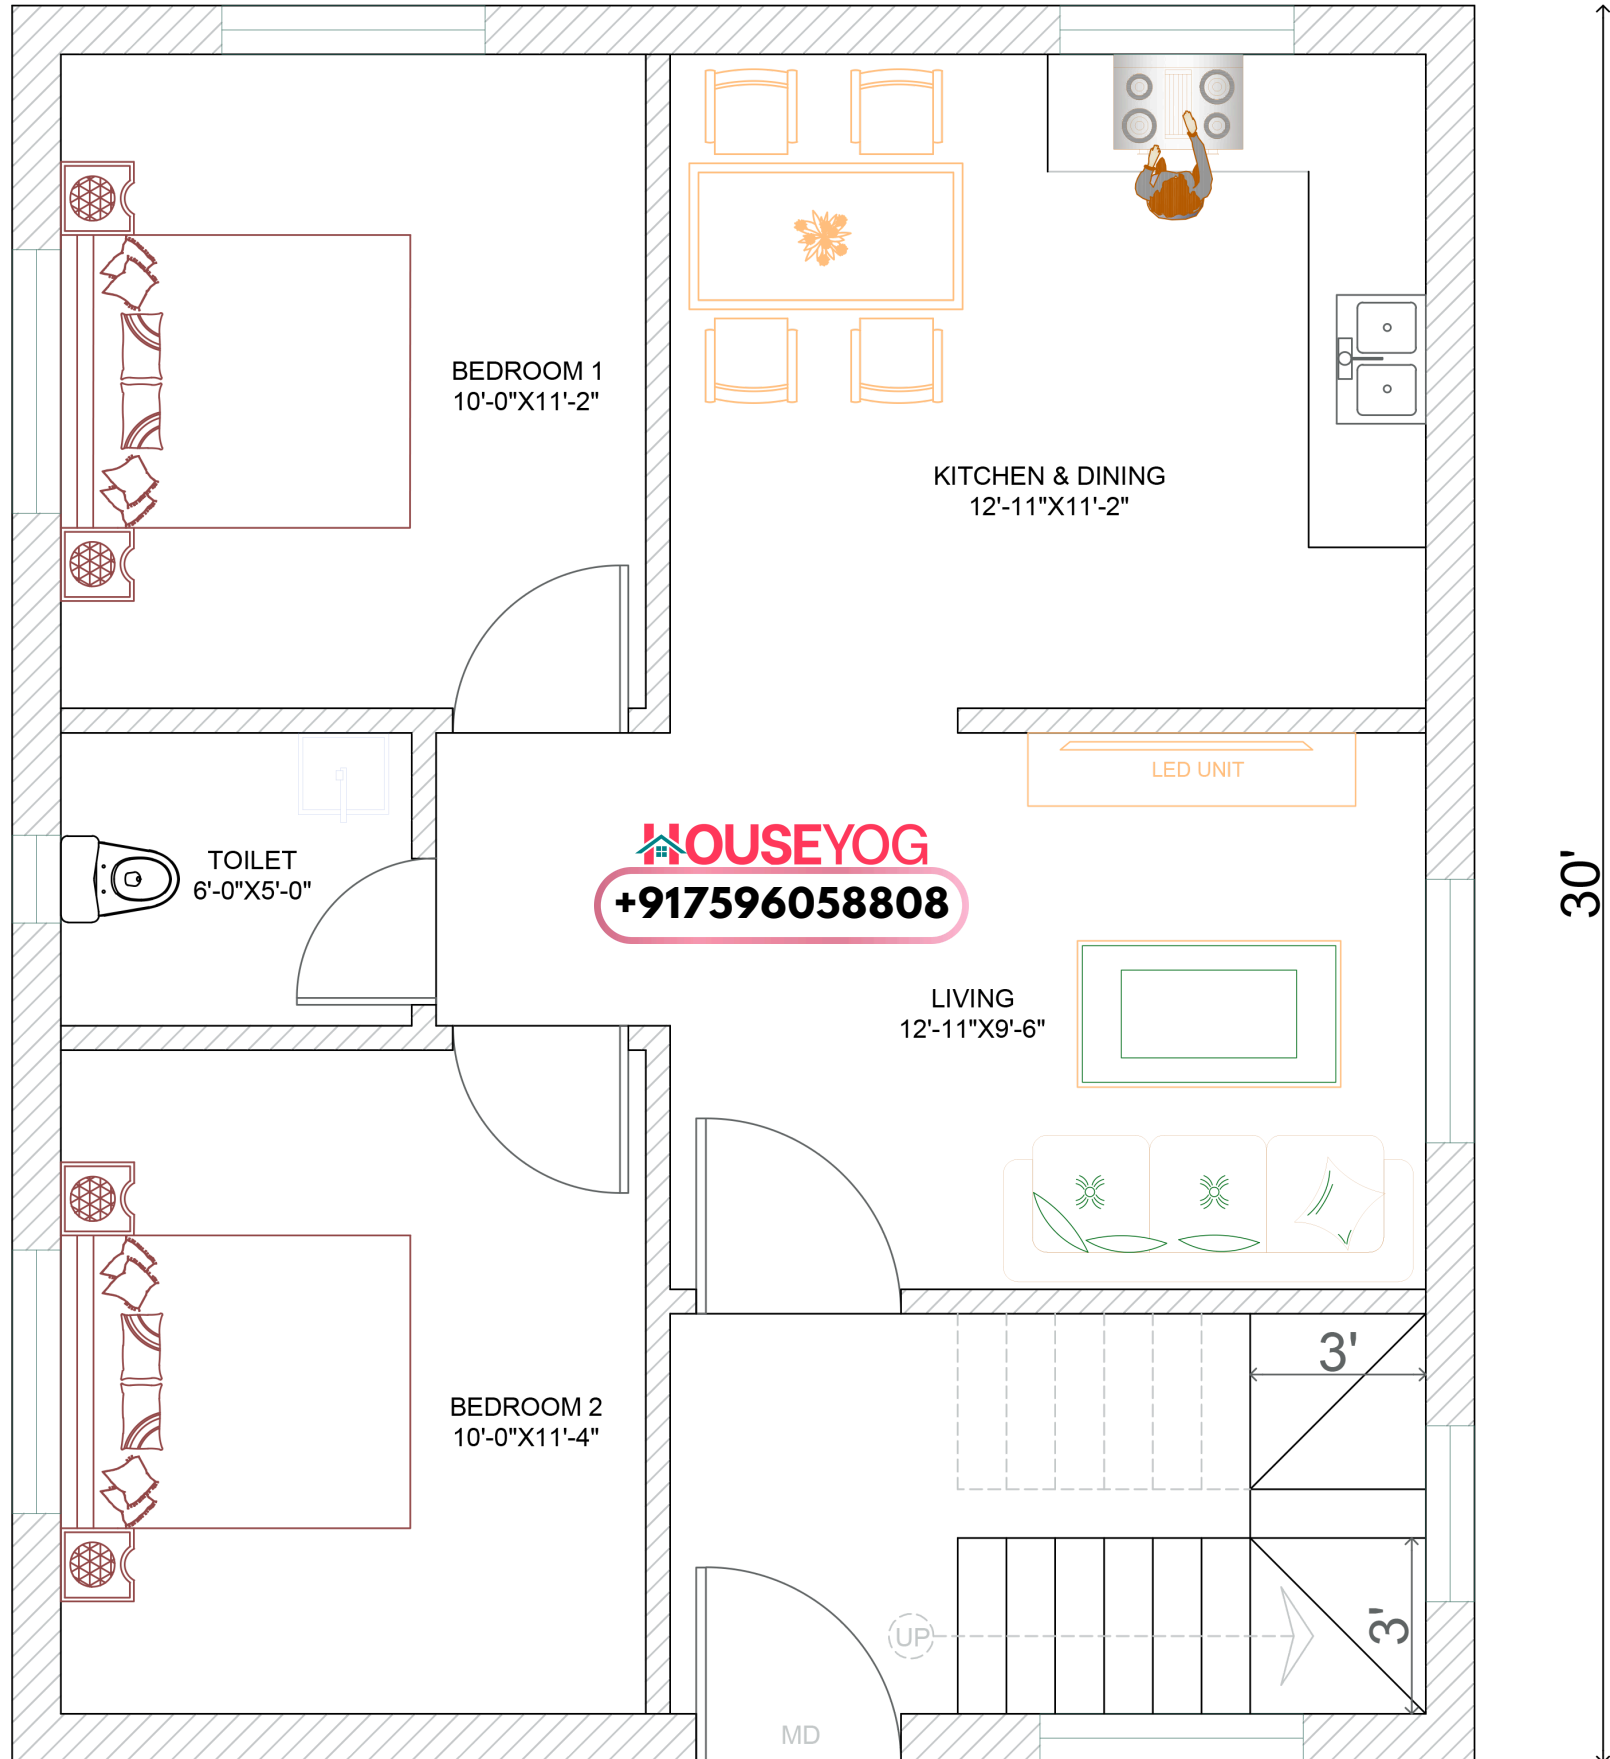 BEDROOM 1
10'-0"X11'-2"
KITCHEN & DINING
12'-11"X11'-2"
LED UNIT
HOUSEYOG
+917596058808
TOILET
6'-0"X5'-0"
30'
LIVING
12'-11"X9'-6"
3'
BEDROOM 2
10'-0"X11'-4"
UP
3'
MD